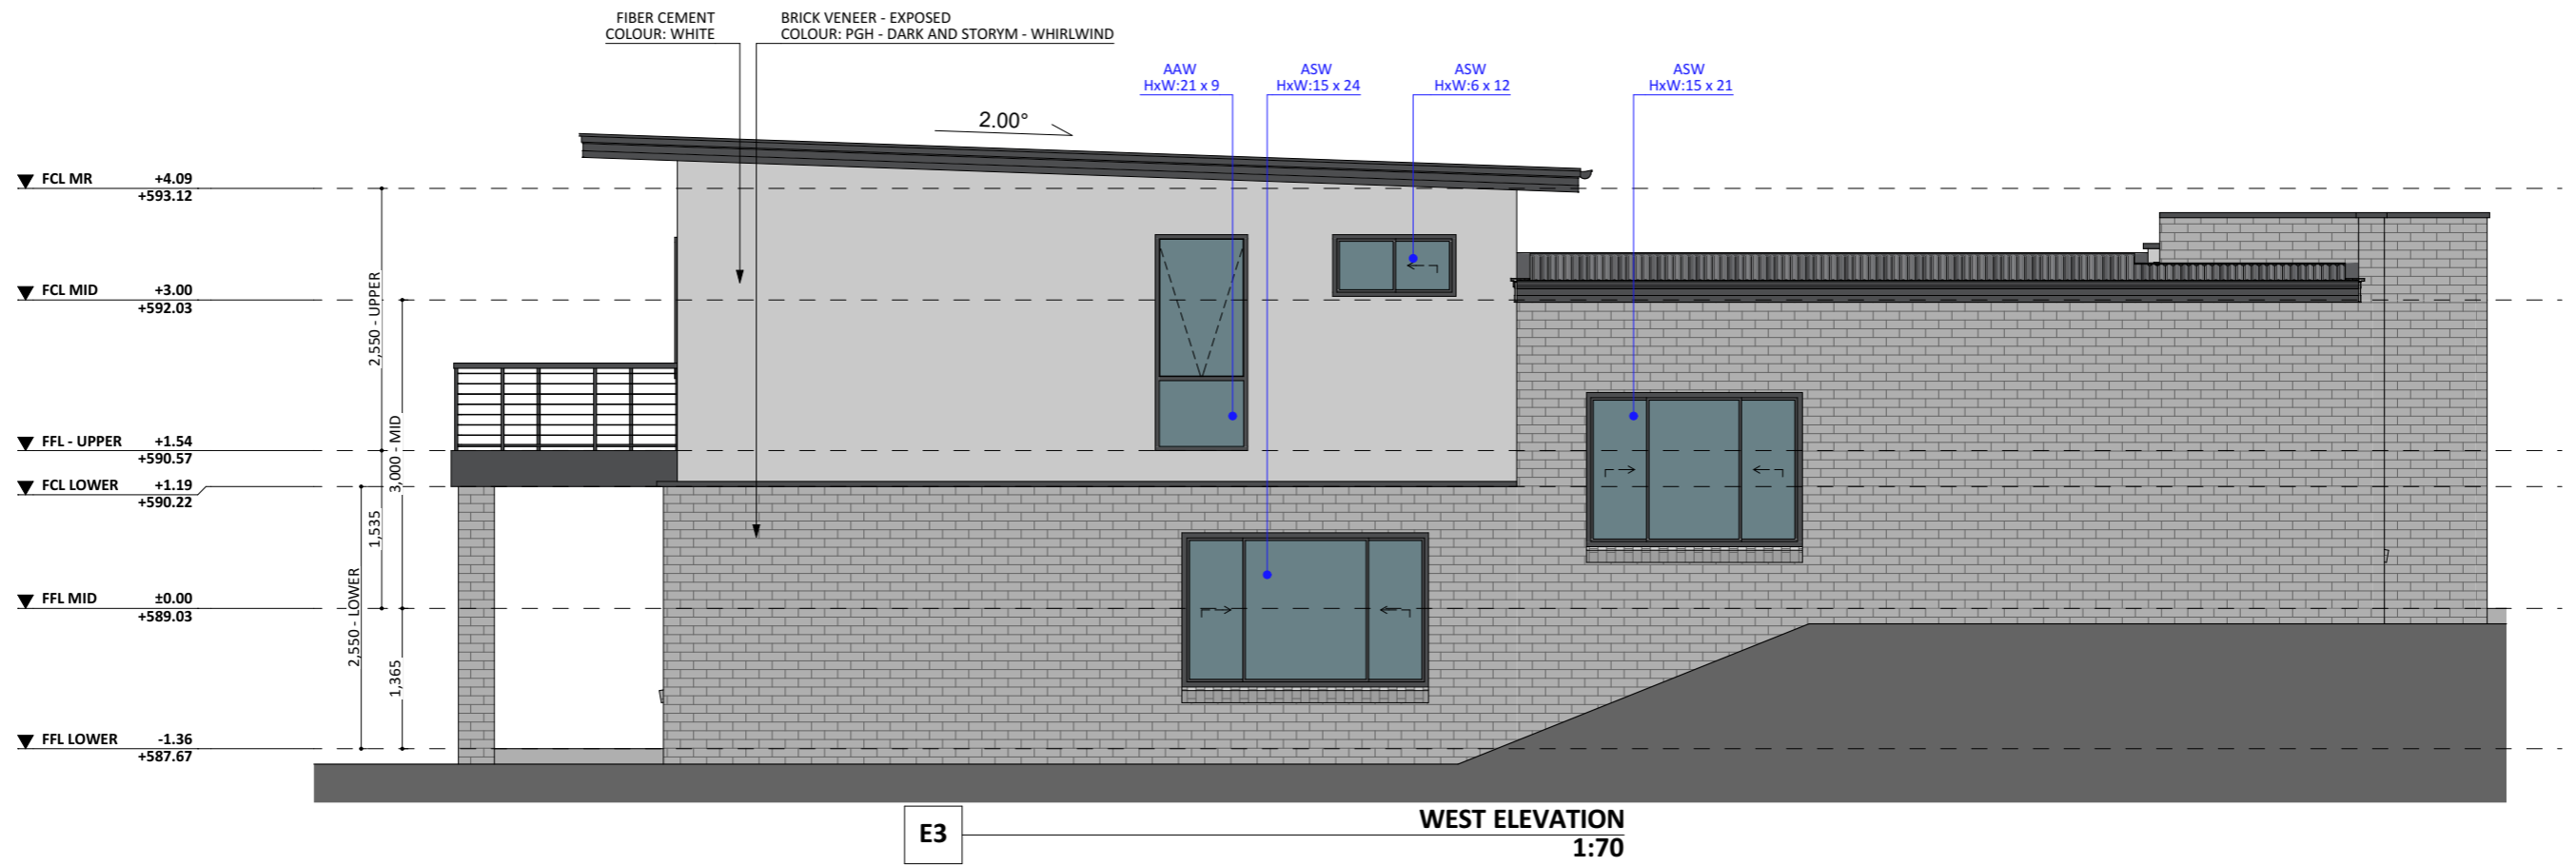 FIBER CEMENT
COLOUR: WHITE
BRICK VENEER - EXPOSED
COLOUR: PGH - DARK AND STORYM - WHIRLWIND
AAW
HxW:21 x 9
ASW
HxW:15 x 24
ASW
HxW:6 x 12
ASW
HxW:15 x 21
2.00°
FCL MR +4.09
+593.12
FCL MID +3.00
+592.03
FFL - UPPER +1.54
+590.57
FCL LOWER +1.19
+590.22
FFL MID ±0.00
+589.03
FFL LOWER -1.36
+587.67
2,550 - UPPER
3,000 - MID
1,535
2,550 - LOWER
1,365
E3
WEST ELEVATION
1:70